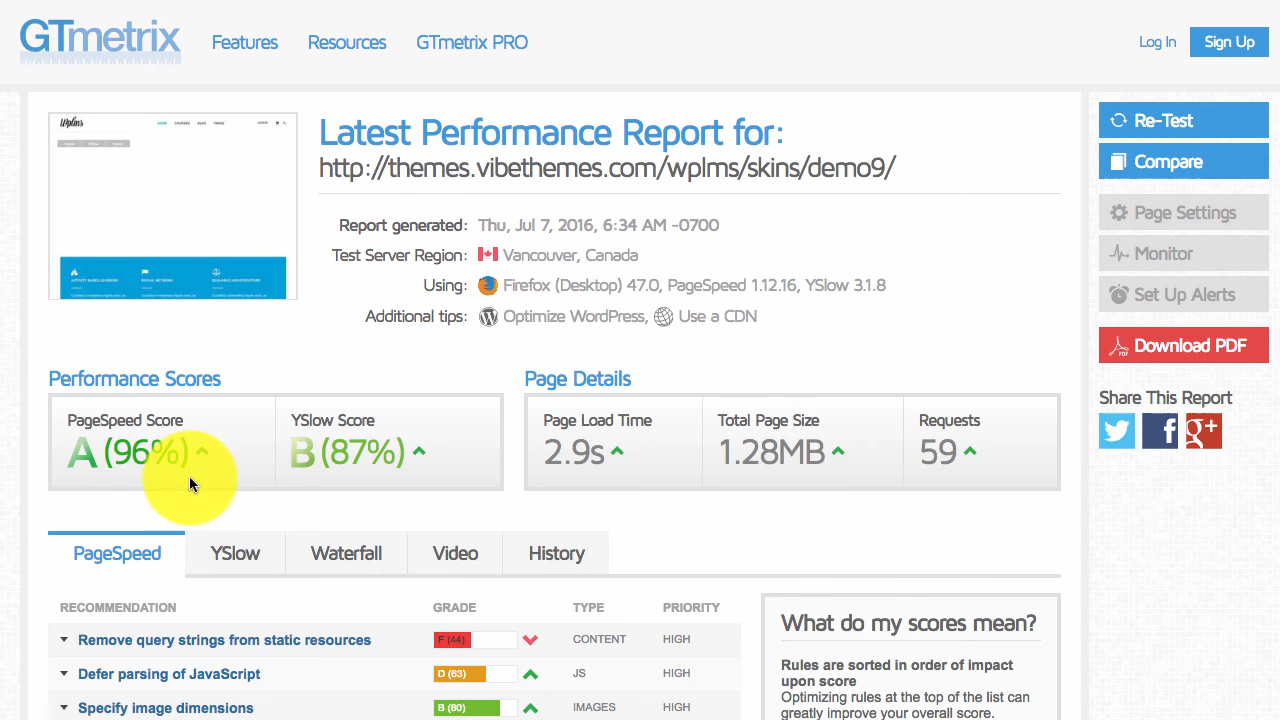 GTmetrix
Features
Resources
GTmetrix PRO
Log In
Sign Up
Wplms
HOME
COURSES
BLOG
Latest Performance Report for:
http://themes.vibethemes.com/wplms/skins/demo9/
Report generated: Thu, Jul 7, 2016, 6:34 AM -0700
Test Server Region: Vancouver, Canada
Using: Firefox (Desktop) 47.0, PageSpeed 1.12.16, YSlow 3.1.8
Additional tips: Optimize WordPress, Use a CDN
Re-Test
Compare
Page Settings
Monitor
Set Up Alerts
Download PDF
Share This Report
Performance Scores
PageSpeed Score
A (96%)
YSlow Score
B (87%)
Page Details
Page Load Time
2.9s
Total Page Size
1.28MB
Requests
59
PageSpeed
YSlow
Waterfall
Video
History
RECOMMENDATION GRADE TYPE PRIORITY
Remove query strings from static resources F (44) CONTENT HIGH
Defer parsing of JavaScript D (63) JS HIGH
Specify image dimensions B (80) IMAGES HIGH
What do my scores mean?
Rules are sorted in order of impact
upon score
Optimizing rules at the top of the list can
greatly improve your overall score.